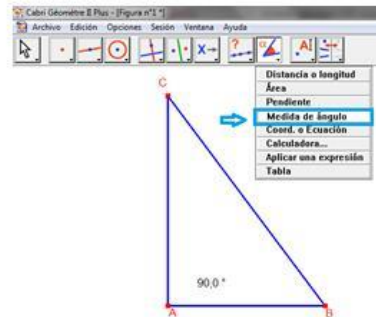 Cabri Géomètre II Plus - [Figura n°1 *]
Archivo Edición Opciones Sesión Ventana Ayuda
Distancia o longitud
Área
Pendiente
Medida de ángulo
Coord. o Ecuación
Calculadora...
Aplicar una expresión
Tabla
C
90,0 °
A
B